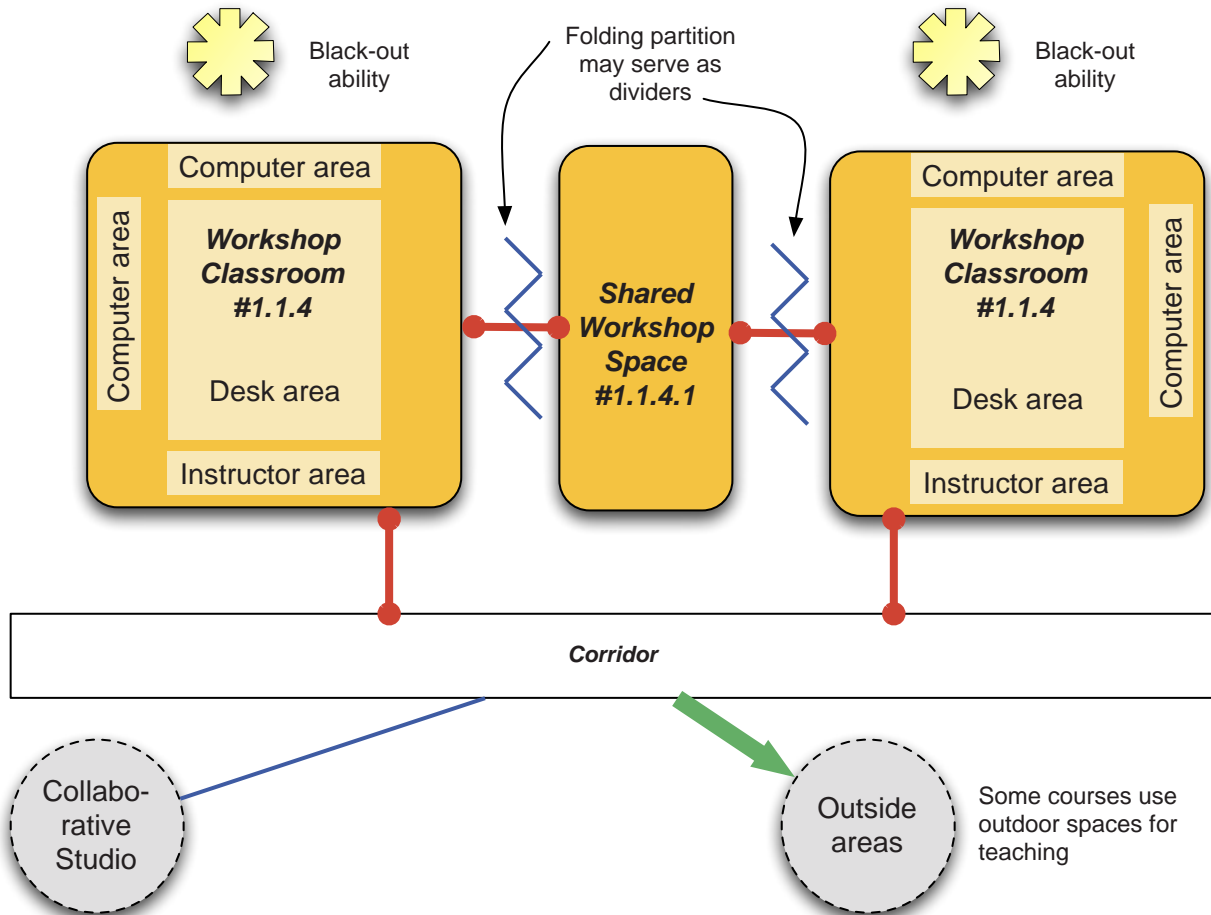 Black-out
ability
Folding partition
may serve as
dividers
Black-out
ability
Computer area
Computer area
Workshop
Classroom
#1.1.4
Desk area
Instructor area
Shared
Workshop
Space
#1.1.4.1
Computer area
Workshop
Classroom
#1.1.4
Desk area
Computer area
Instructor area
Corridor
Collabo-
rative
Studio
Outside
areas
Some courses use
outdoor spaces for
teaching